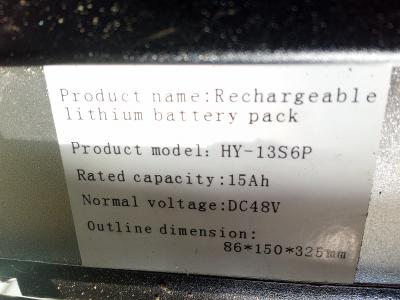 Product name:Rechargeable
lithium battery pack
Product model: HY-13S6P
Rated capacity:15Ah
Normal voltage:DC48V
Outline dimension:
86*150*325mm